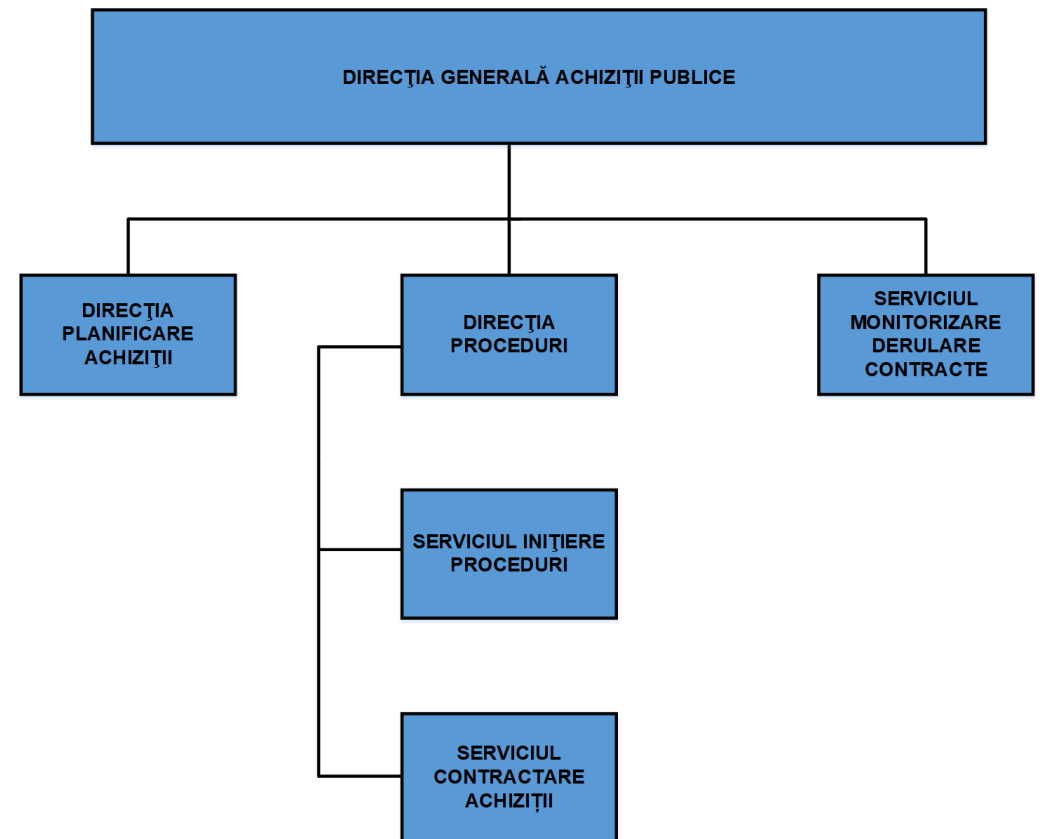 DIRECŢIA GENERALĂ ACHIZIŢII PUBLICE
DIRECŢIA
PLANIFICARE
ACHIZIŢII
DIRECŢIA
PROCEDURI
SERVICIUL
MONITORIZARE
DERULARE
CONTRACTE
SERVICIUL INIŢIERE
PROCEDURI
SERVICIUL
CONTRACTARE
ACHIZIȚII